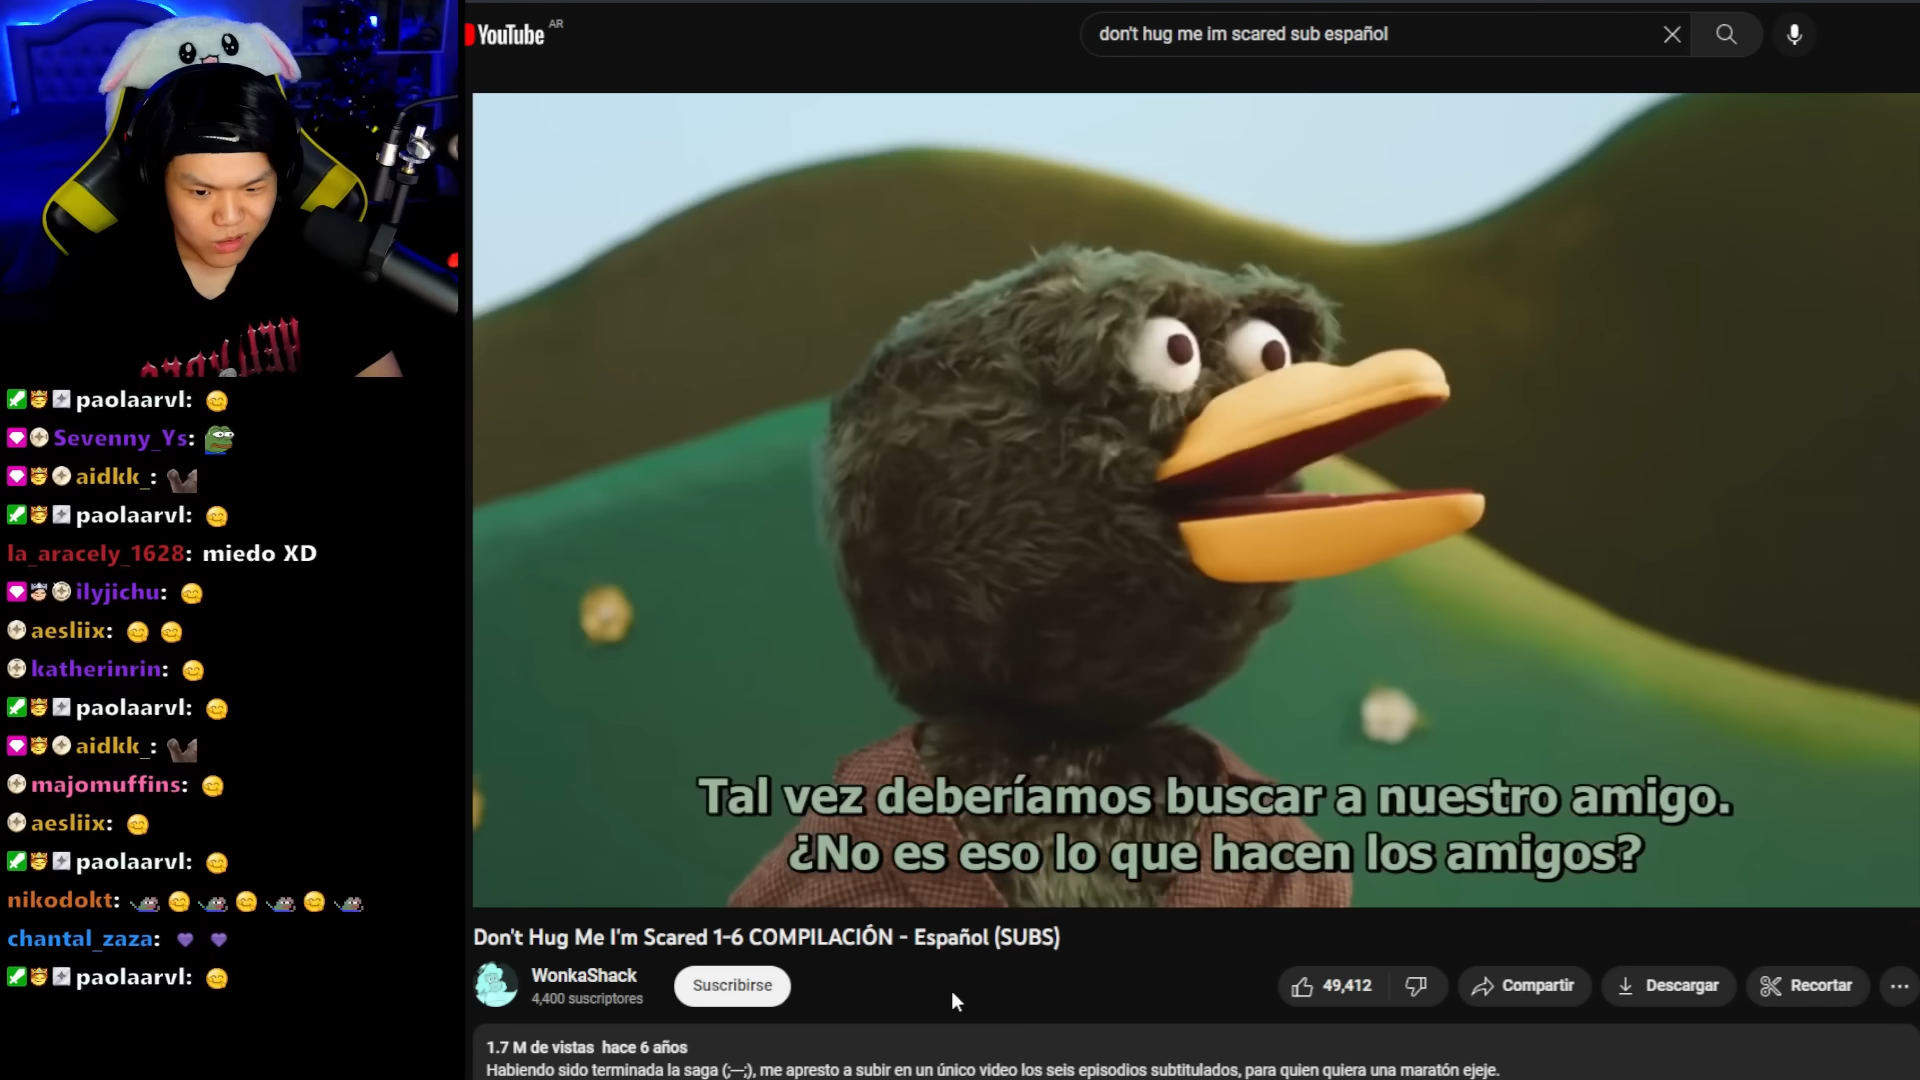 YouTube AR
don't hug me im scared sub español
paolaarvl:
Sevenny_Ys:
aidkk_:
paolaarvl:
la_aracely_1628: miedo XD
ilyjichu:
aesliix:
katherinrin:
paolaarvl:
aidkk_:
majomuffins:
aesliix:
paolaarvl:
nikodokt:
chantal_zaza:
paolaarvl:
Tal vez deberíamos buscar a nuestro amigo.
¿No es eso lo que hacen los amigos?
Don't Hug Me I'm Scared 1-6 COMPILACIÓN - Español (SUBS)
WonkaShack
4,400 suscriptores
Suscribirse
49,412
Compartir
Descargar
Recortar
1.7 M de vistas hace 6 años
Habiendo sido terminada la saga (;—;), me apresto a subir en un único video los seis episodios subtitulados, para quien quiera una maratón ejeje.